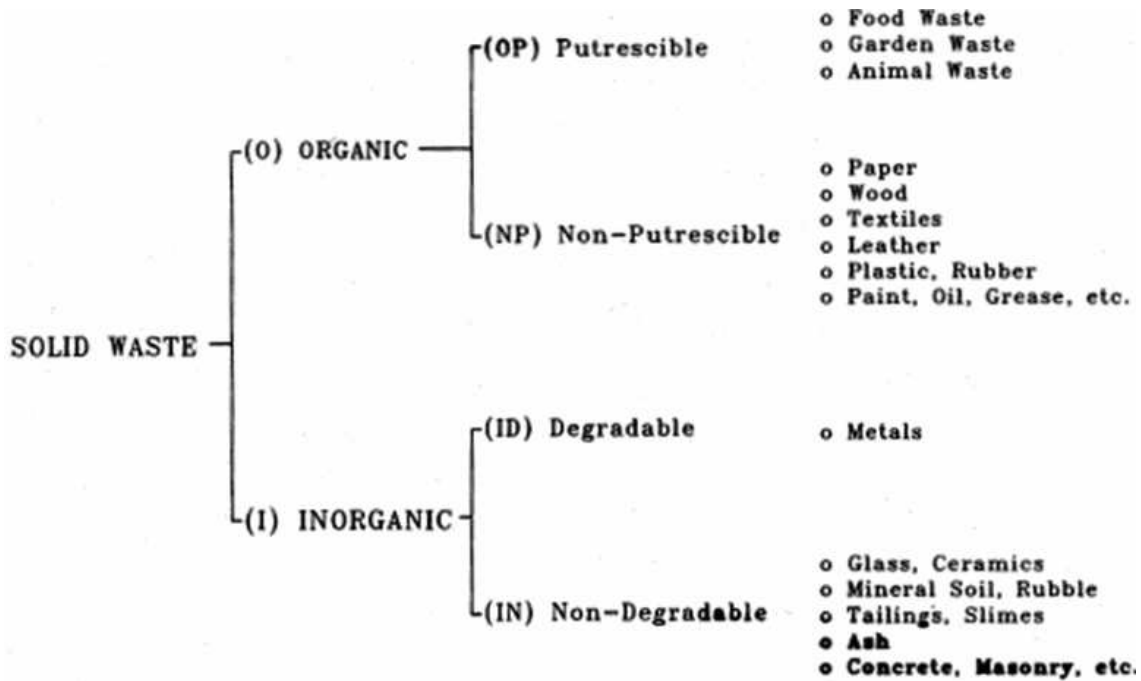 SOLID WASTE
(O) ORGANIC
(OP) Putrescible
o Food Waste
o Garden Waste
o Animal Waste
(NP) Non-Putrescible
o Paper
o Wood
o Textiles
o Leather
o Plastic, Rubber
o Paint, Oil, Grease, etc.
(I) INORGANIC
(ID) Degradable
o Metals
(IN) Non-Degradable
o Glass, Ceramics
o Mineral Soil, Rubble
o Tailings, Slimes
o Ash
o Concrete, Masonry, etc.